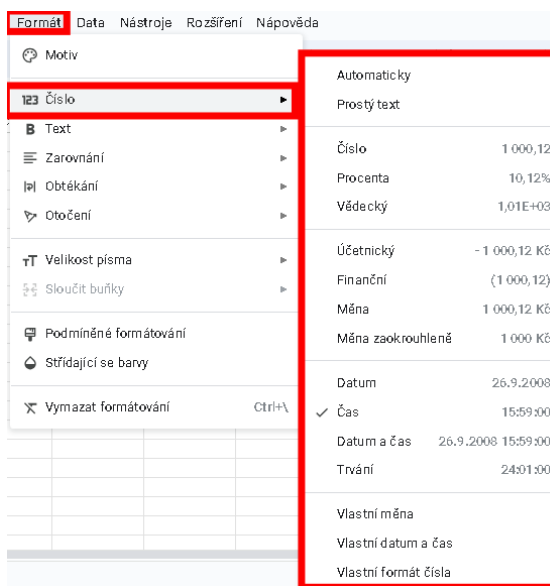 Formát Data Nástroje Rozšíření Nápověda
Motiv
123 Číslo
B Text
Zarovnání
Obtékání
Otočení
Velikost písma
Sloučit buňky
Podmíněné formátování
Střídající se barvy
Vymazat formátování Ctrl+\
Automaticky
Prostý text
Číslo 1 000,12
Procenta 10,12%
Vědecký 1,01E+03
Účetnický - 1 000,12 Kč
Finanční (1 000,12)
Měna 1 000,12 Kč
Měna zaokrouhleně 1 000 Kč
Datum 26.9.2008
Čas 15:59:00
Datum a čas 26.9.2008 15:59:00
Trvání 24:01:00
Vlastní měna
Vlastní datum a čas
Vlastní formát čísla